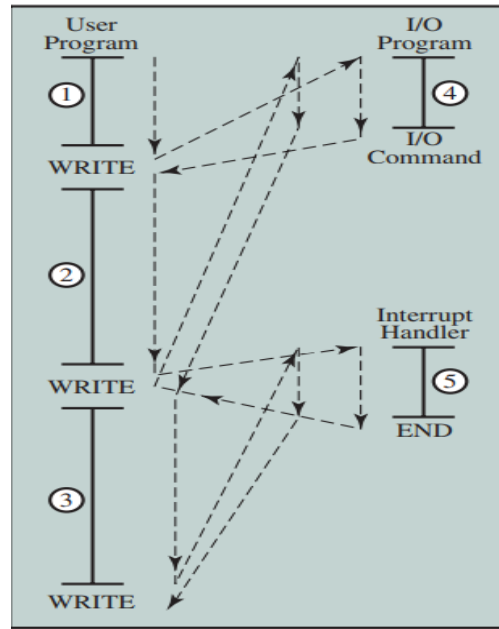 User
Program
1
WRITE
2
WRITE
3
WRITE
I/O
Program
4
I/O
Command
Interrupt
Handler
5
END